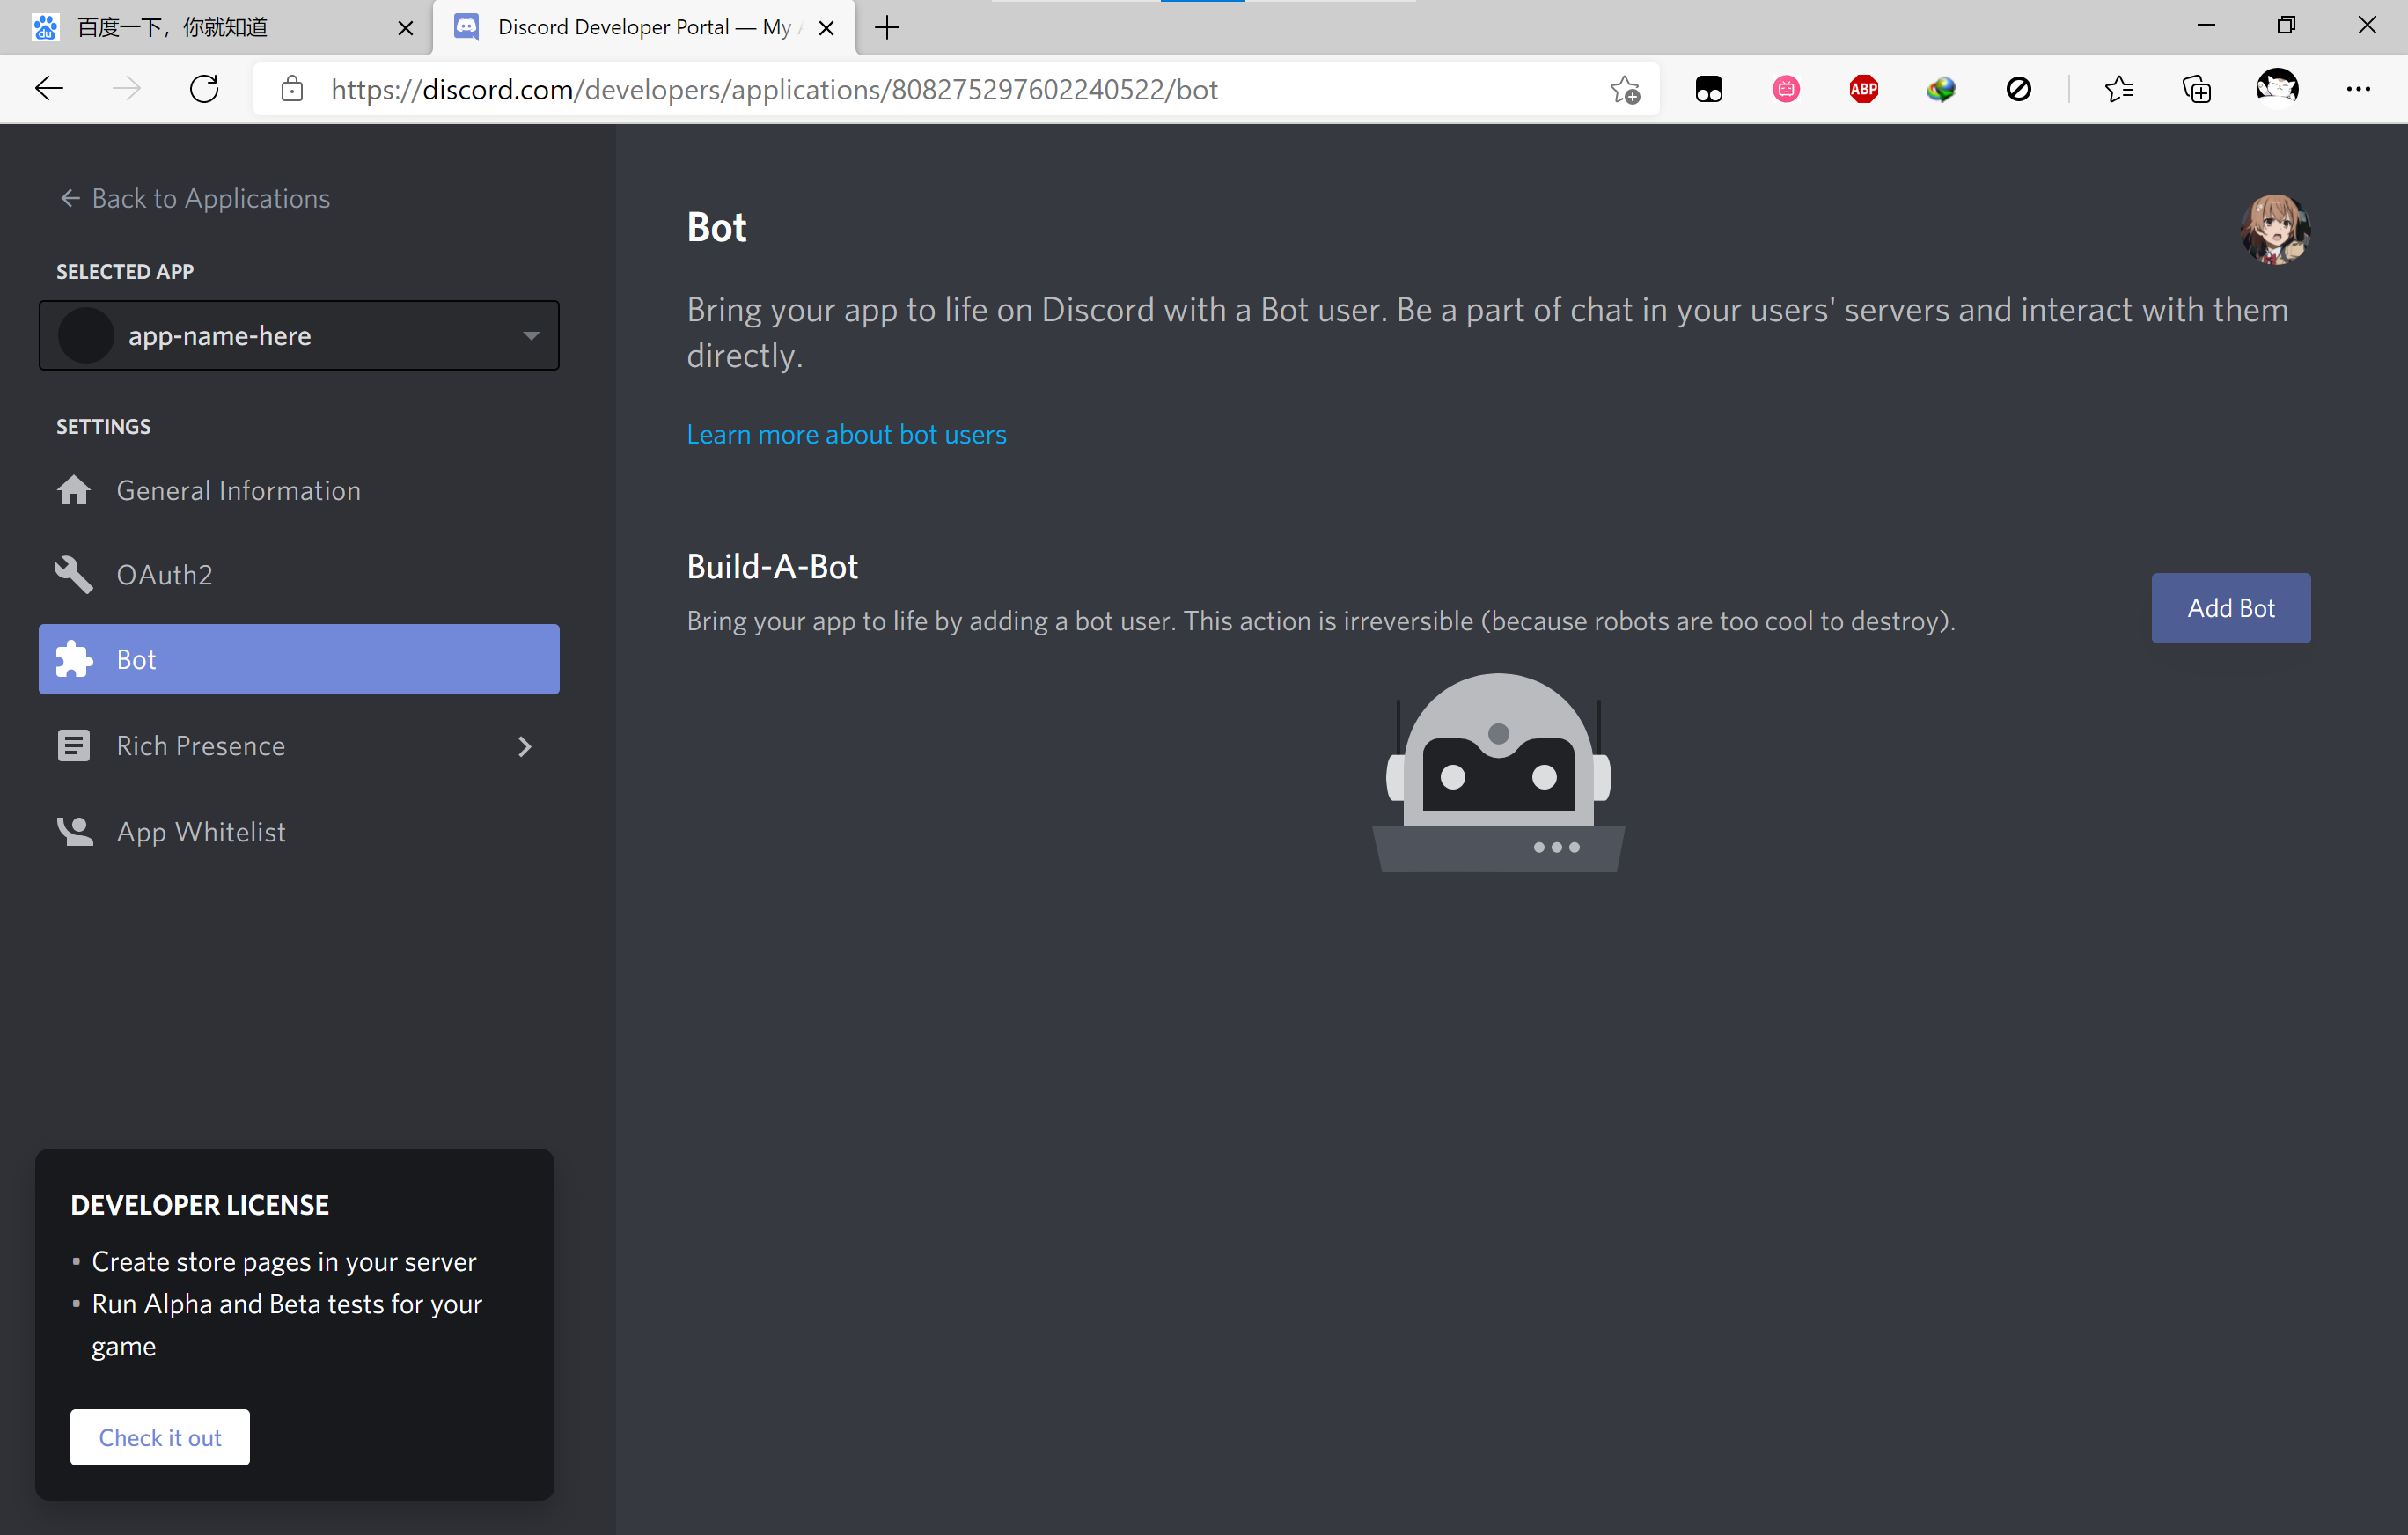 百度一下，你就知道
Discord Developer Portal — My
https://discord.com/developers/applications/808275297602240522/bot
ABP
Back to Applications
SELECTED APP
app-name-here
SETTINGS
General Information
OAuth2
Bot
Rich Presence
App Whitelist
DEVELOPER LICENSE
Create store pages in your server
Run Alpha and Beta tests for your
game
Check it out
Bot
Bring your app to life on Discord with a Bot user. Be a part of chat in your users' servers and interact with them
directly.
Learn more about bot users
Build-A-Bot
Bring your app to life by adding a bot user. This action is irreversible (because robots are too cool to destroy).
Add Bot